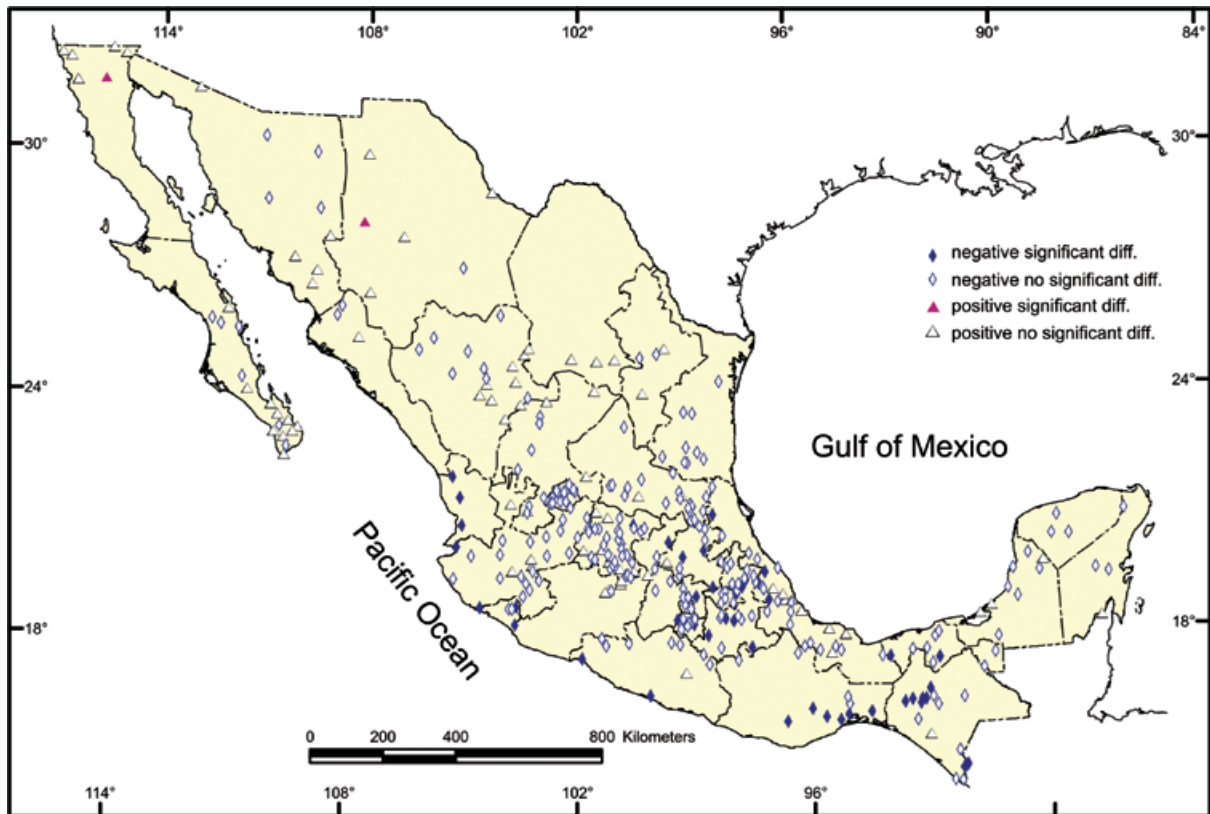 114° 108° 102° 96° 90° 84°
30° 30°
negative significant diff.
negative no significant diff.
positive significant diff.
positive no significant diff.
24° 24°
Gulf of Mexico
Pacific Ocean
18° 18°
0 200 400 800 Kilometers
114° 108° 102° 96°